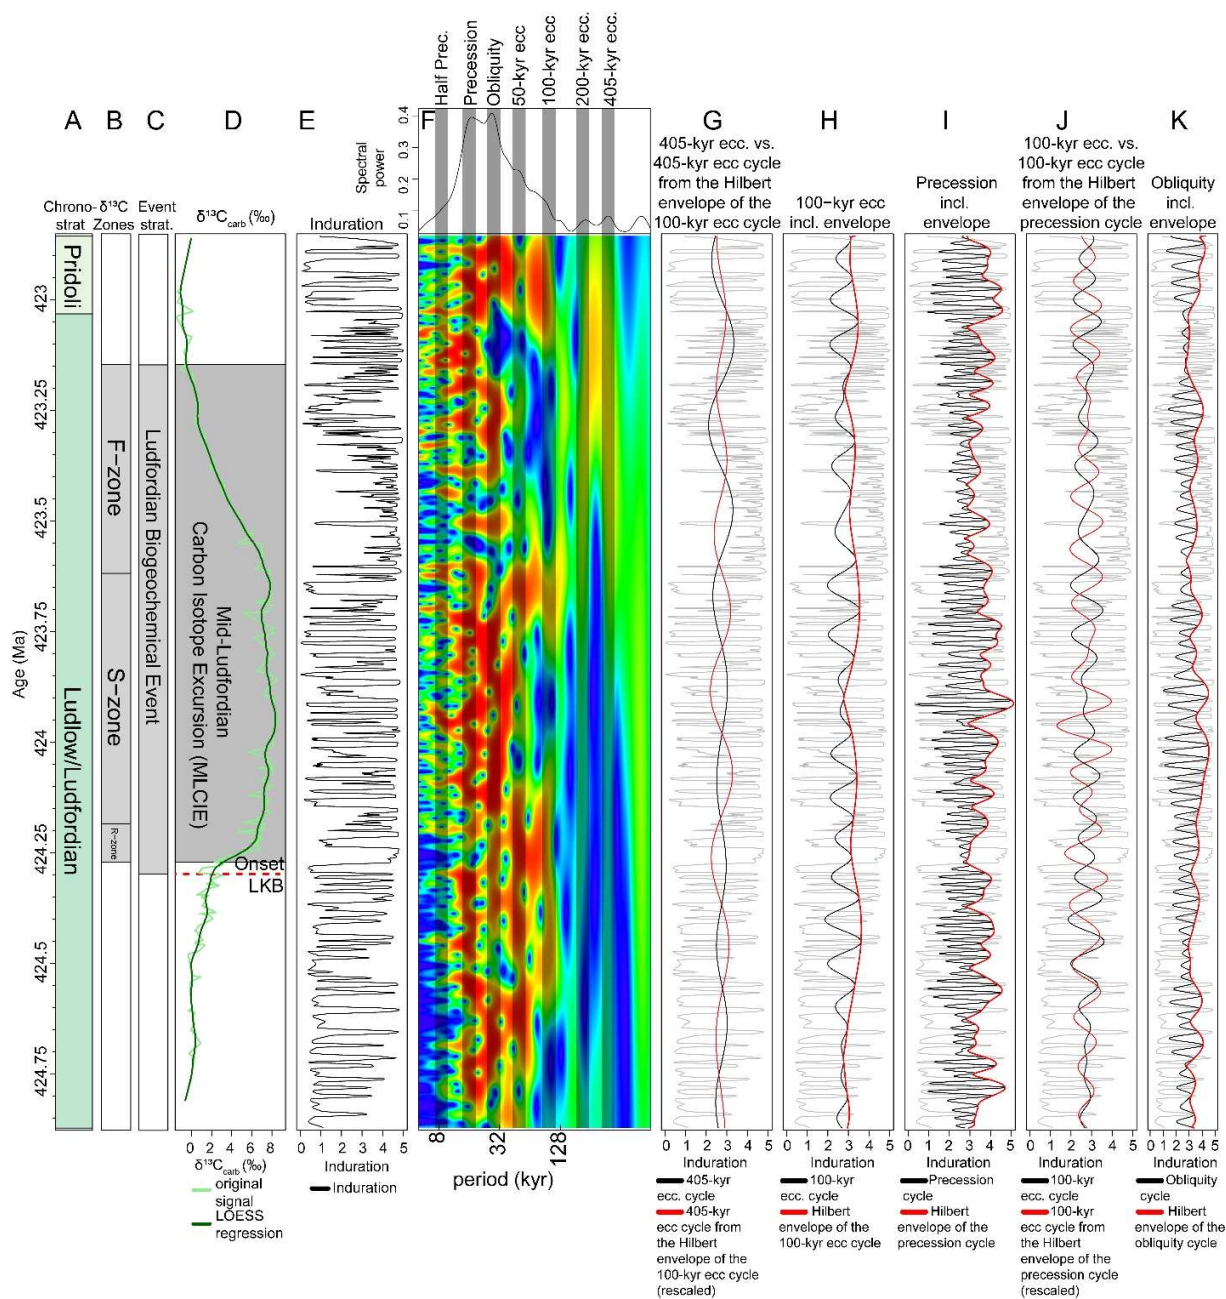 Half Prec.
Precession
Obliquity
50-kyr ecc
100-kyr ecc
200-kyr ecc.
405-kyr ecc.
A
B
C
D
E
F
G
H
I
J
K
Chrono-
strat
δ¹³C
Zones
Event
strat.
δ¹³C carb (‰)
Induration
Spectral
power
0.1
0.2
0.3
0.4
405-kyr ecc. vs.
405-kyr ecc cycle
from the Hilbert
envelope of the
100-kyr ecc cycle
100-kyr ecc
incl. envelope
Precession
incl.
envelope
100-kyr ecc. vs.
100-kyr ecc cycle
from the Hilbert
envelope of the
precession cycle
Obliquity
incl.
envelope
Age (Ma)
423
423.25
423.5
423.75
424
424.25
424.5
424.75
Pridoli
Ludlow/Ludfordian
F-zone
S-zone
R-zone
Ludfordian Biogeochemical Event
Mid-Ludfordian
Carbon Isotope Excursion (MLCIE)
Onset
LKB
0 2 4 6 8
δ¹³C carb (‰)
original
signal
LOESS
regression
0 1 2 3 4 5
Induration
Induration
8 32 128
period (kyr)
0 1 2 3 4 5
Induration
405-kyr
ecc. cycle
405-kyr
ecc cycle from
the Hilbert
envelope of the
100-kyr ecc cycle
(rescaled)
0 1 2 3 4 5
Induration
100-kyr
ecc. cycle
Hilbert
envelope of the
100-kyr ecc cycle
0 1 2 3 4 5
Induration
Precession
cycle
Hilbert
envelope of the
precession cycle
0 1 2 3 4 5
Induration
100-kyr
ecc. cycle
100-kyr
ecc cycle from
the Hilbert
envelope of the
precession cycle
(rescaled)
0 1 2 3 4 5
Induration
Obliquity
cycle
Hilbert
envelope of the
obliquity cycle